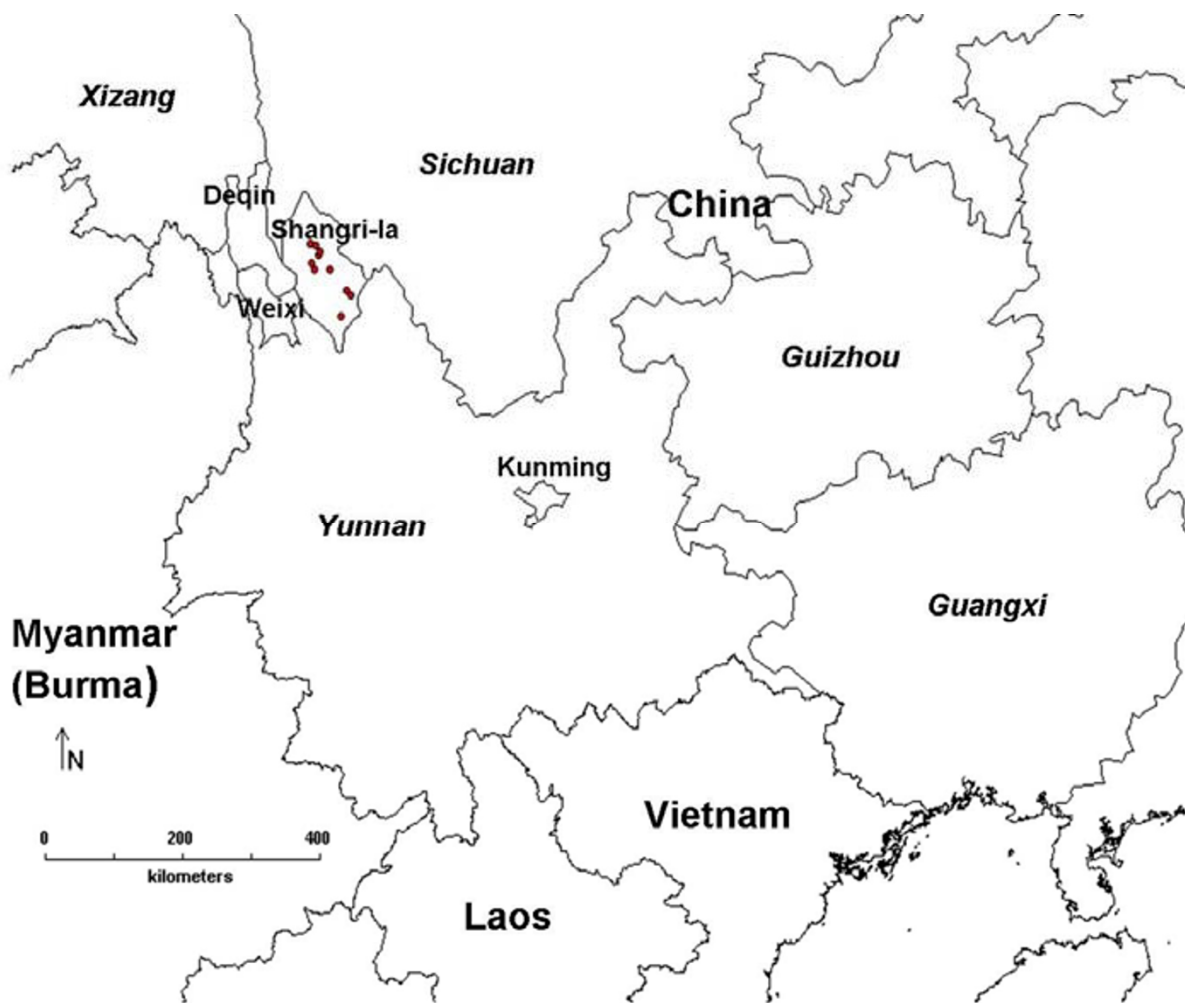 Xizang
Sichuan
Deqin
China
Shangri-la
Weixi
Guizhou
Kunming
Yunnan
Guangxi
Myanmar
(Burma)
N
Vietnam
0 200 400
kilometers
Laos